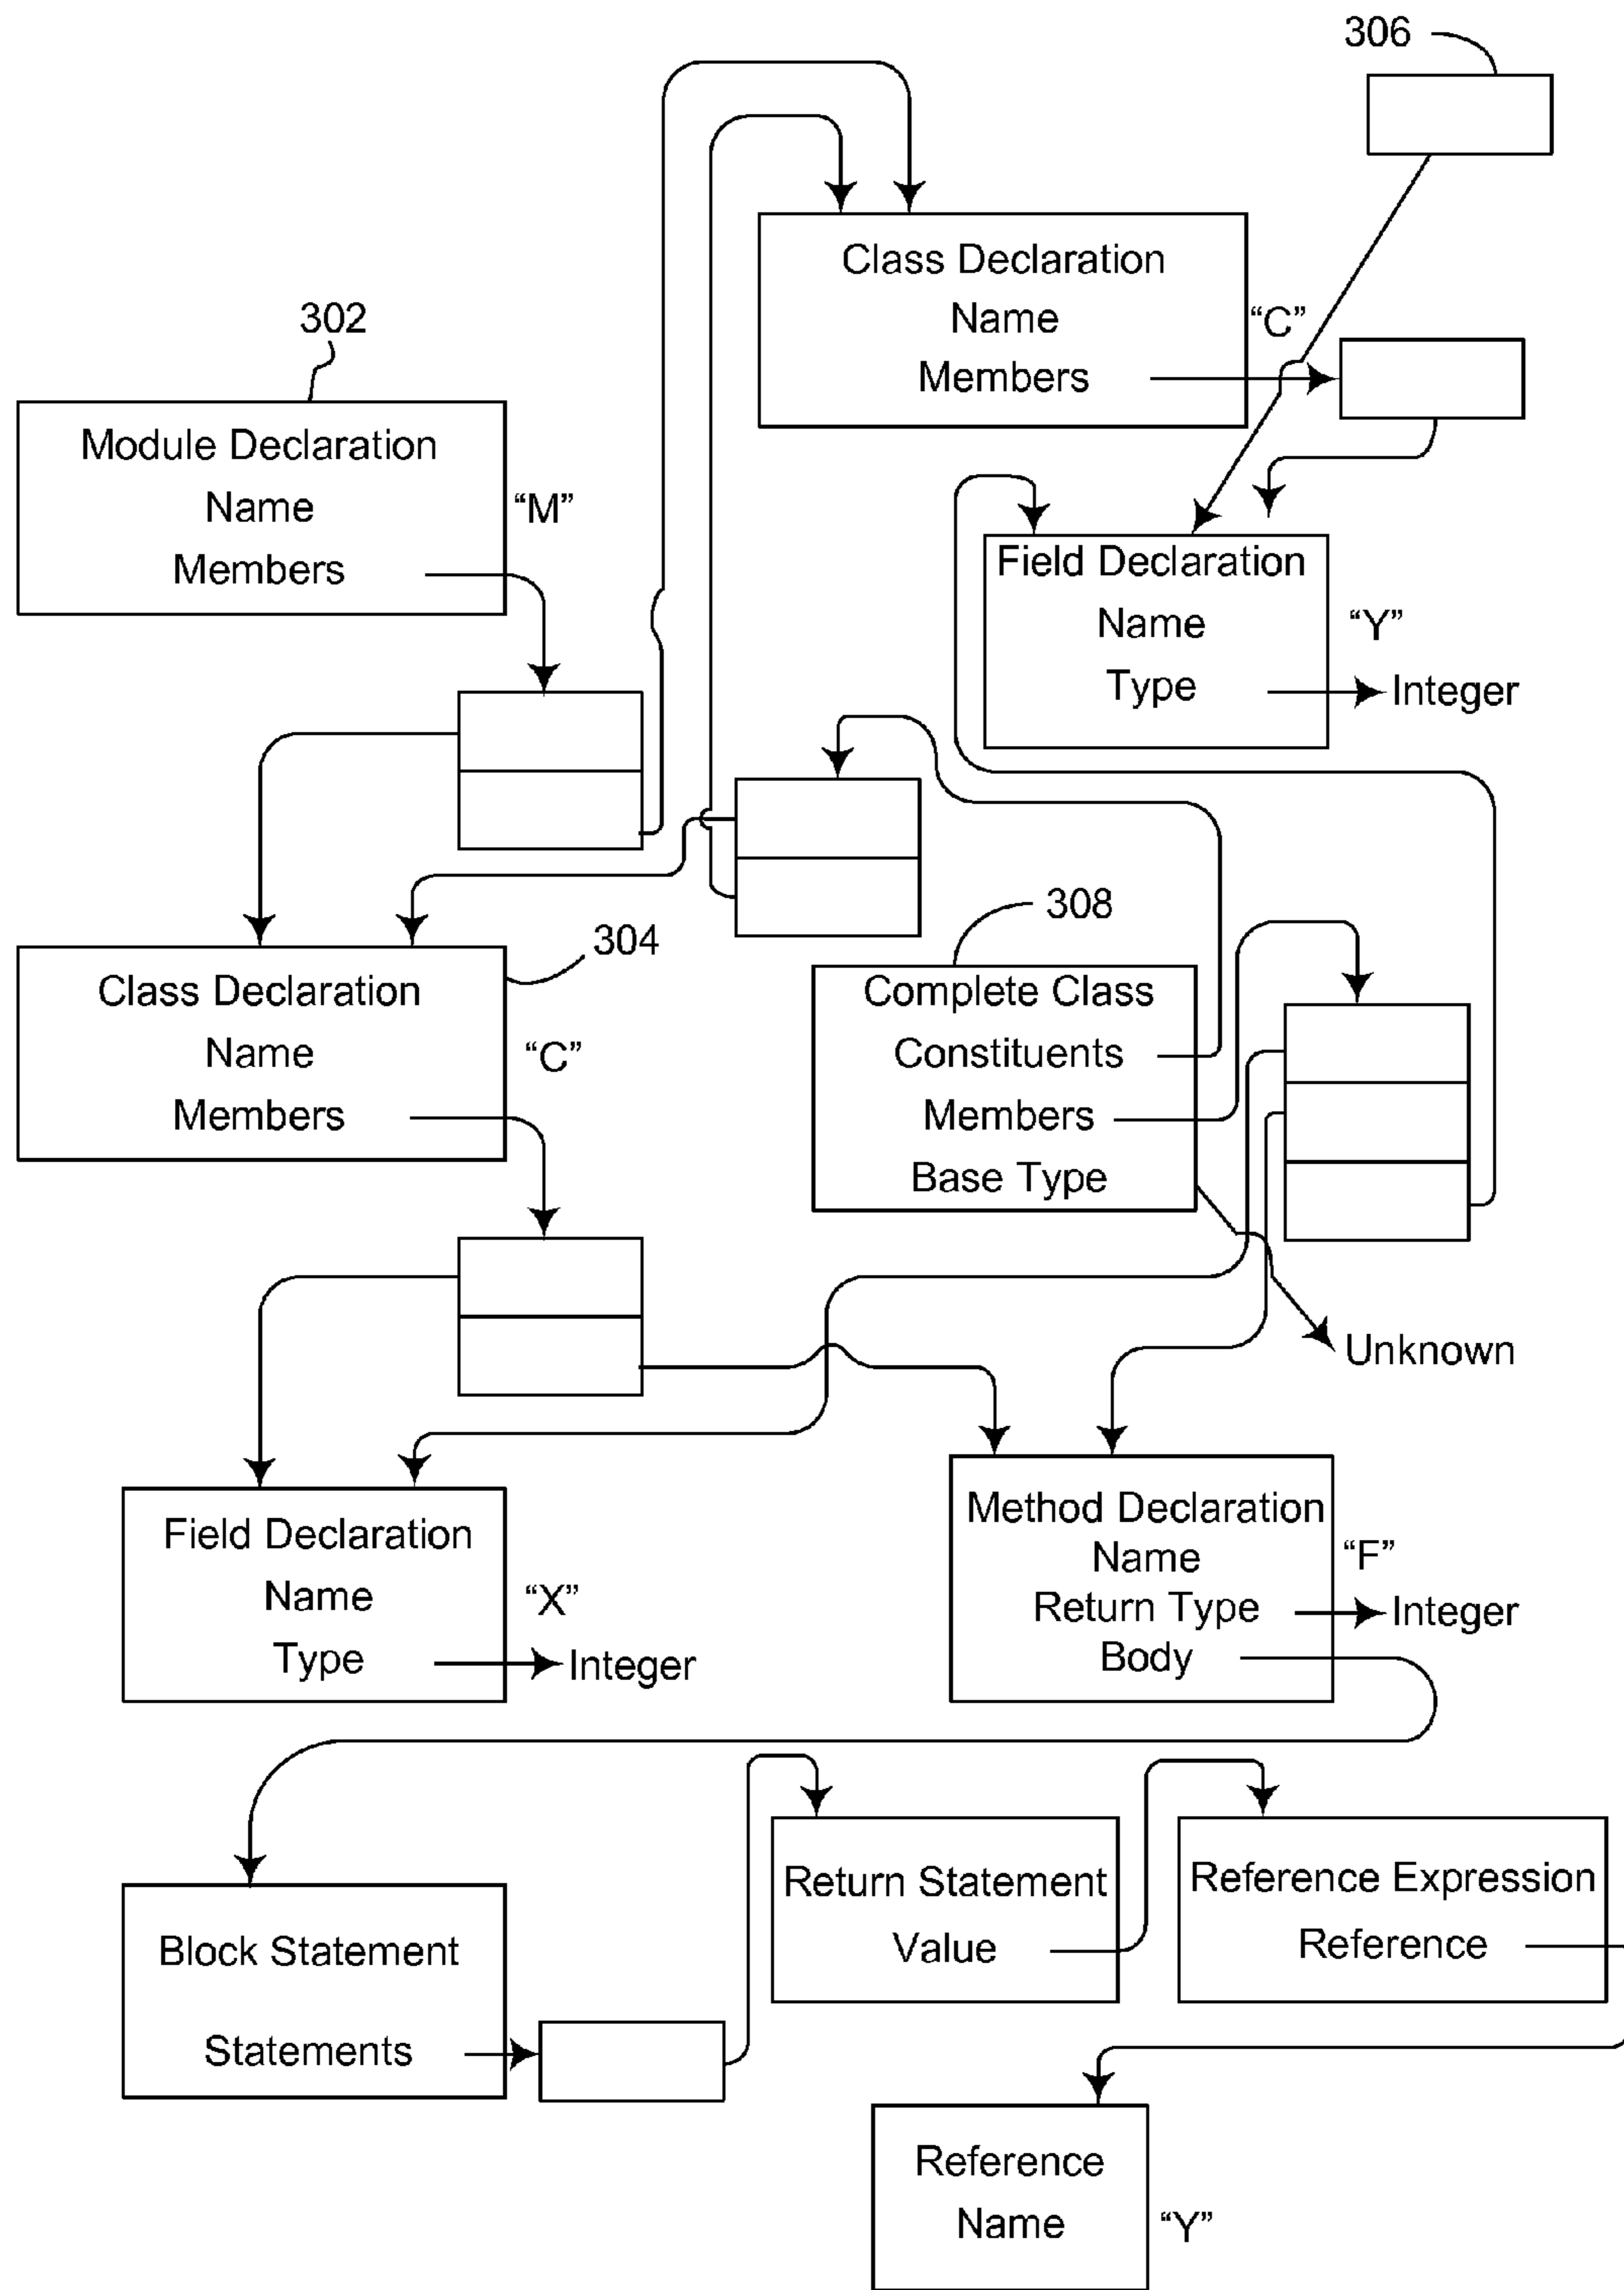 306
Class Declaration
Name
"C"
Members
302
Module Declaration
Name
"M"
Members
Field Declaration
Name
"Y"
Type
Integer
308
304
Class Declaration
Name
"C"
Members
Complete Class
Constituents
Members
Base Type
Unknown
Field Declaration
Name
"X"
Type
Integer
Method Declaration
Name
"F"
Return Type
Integer
Body
Block Statement
Statements
Return Statement
Value
Reference Expression
Reference
Reference
Name
"Y"